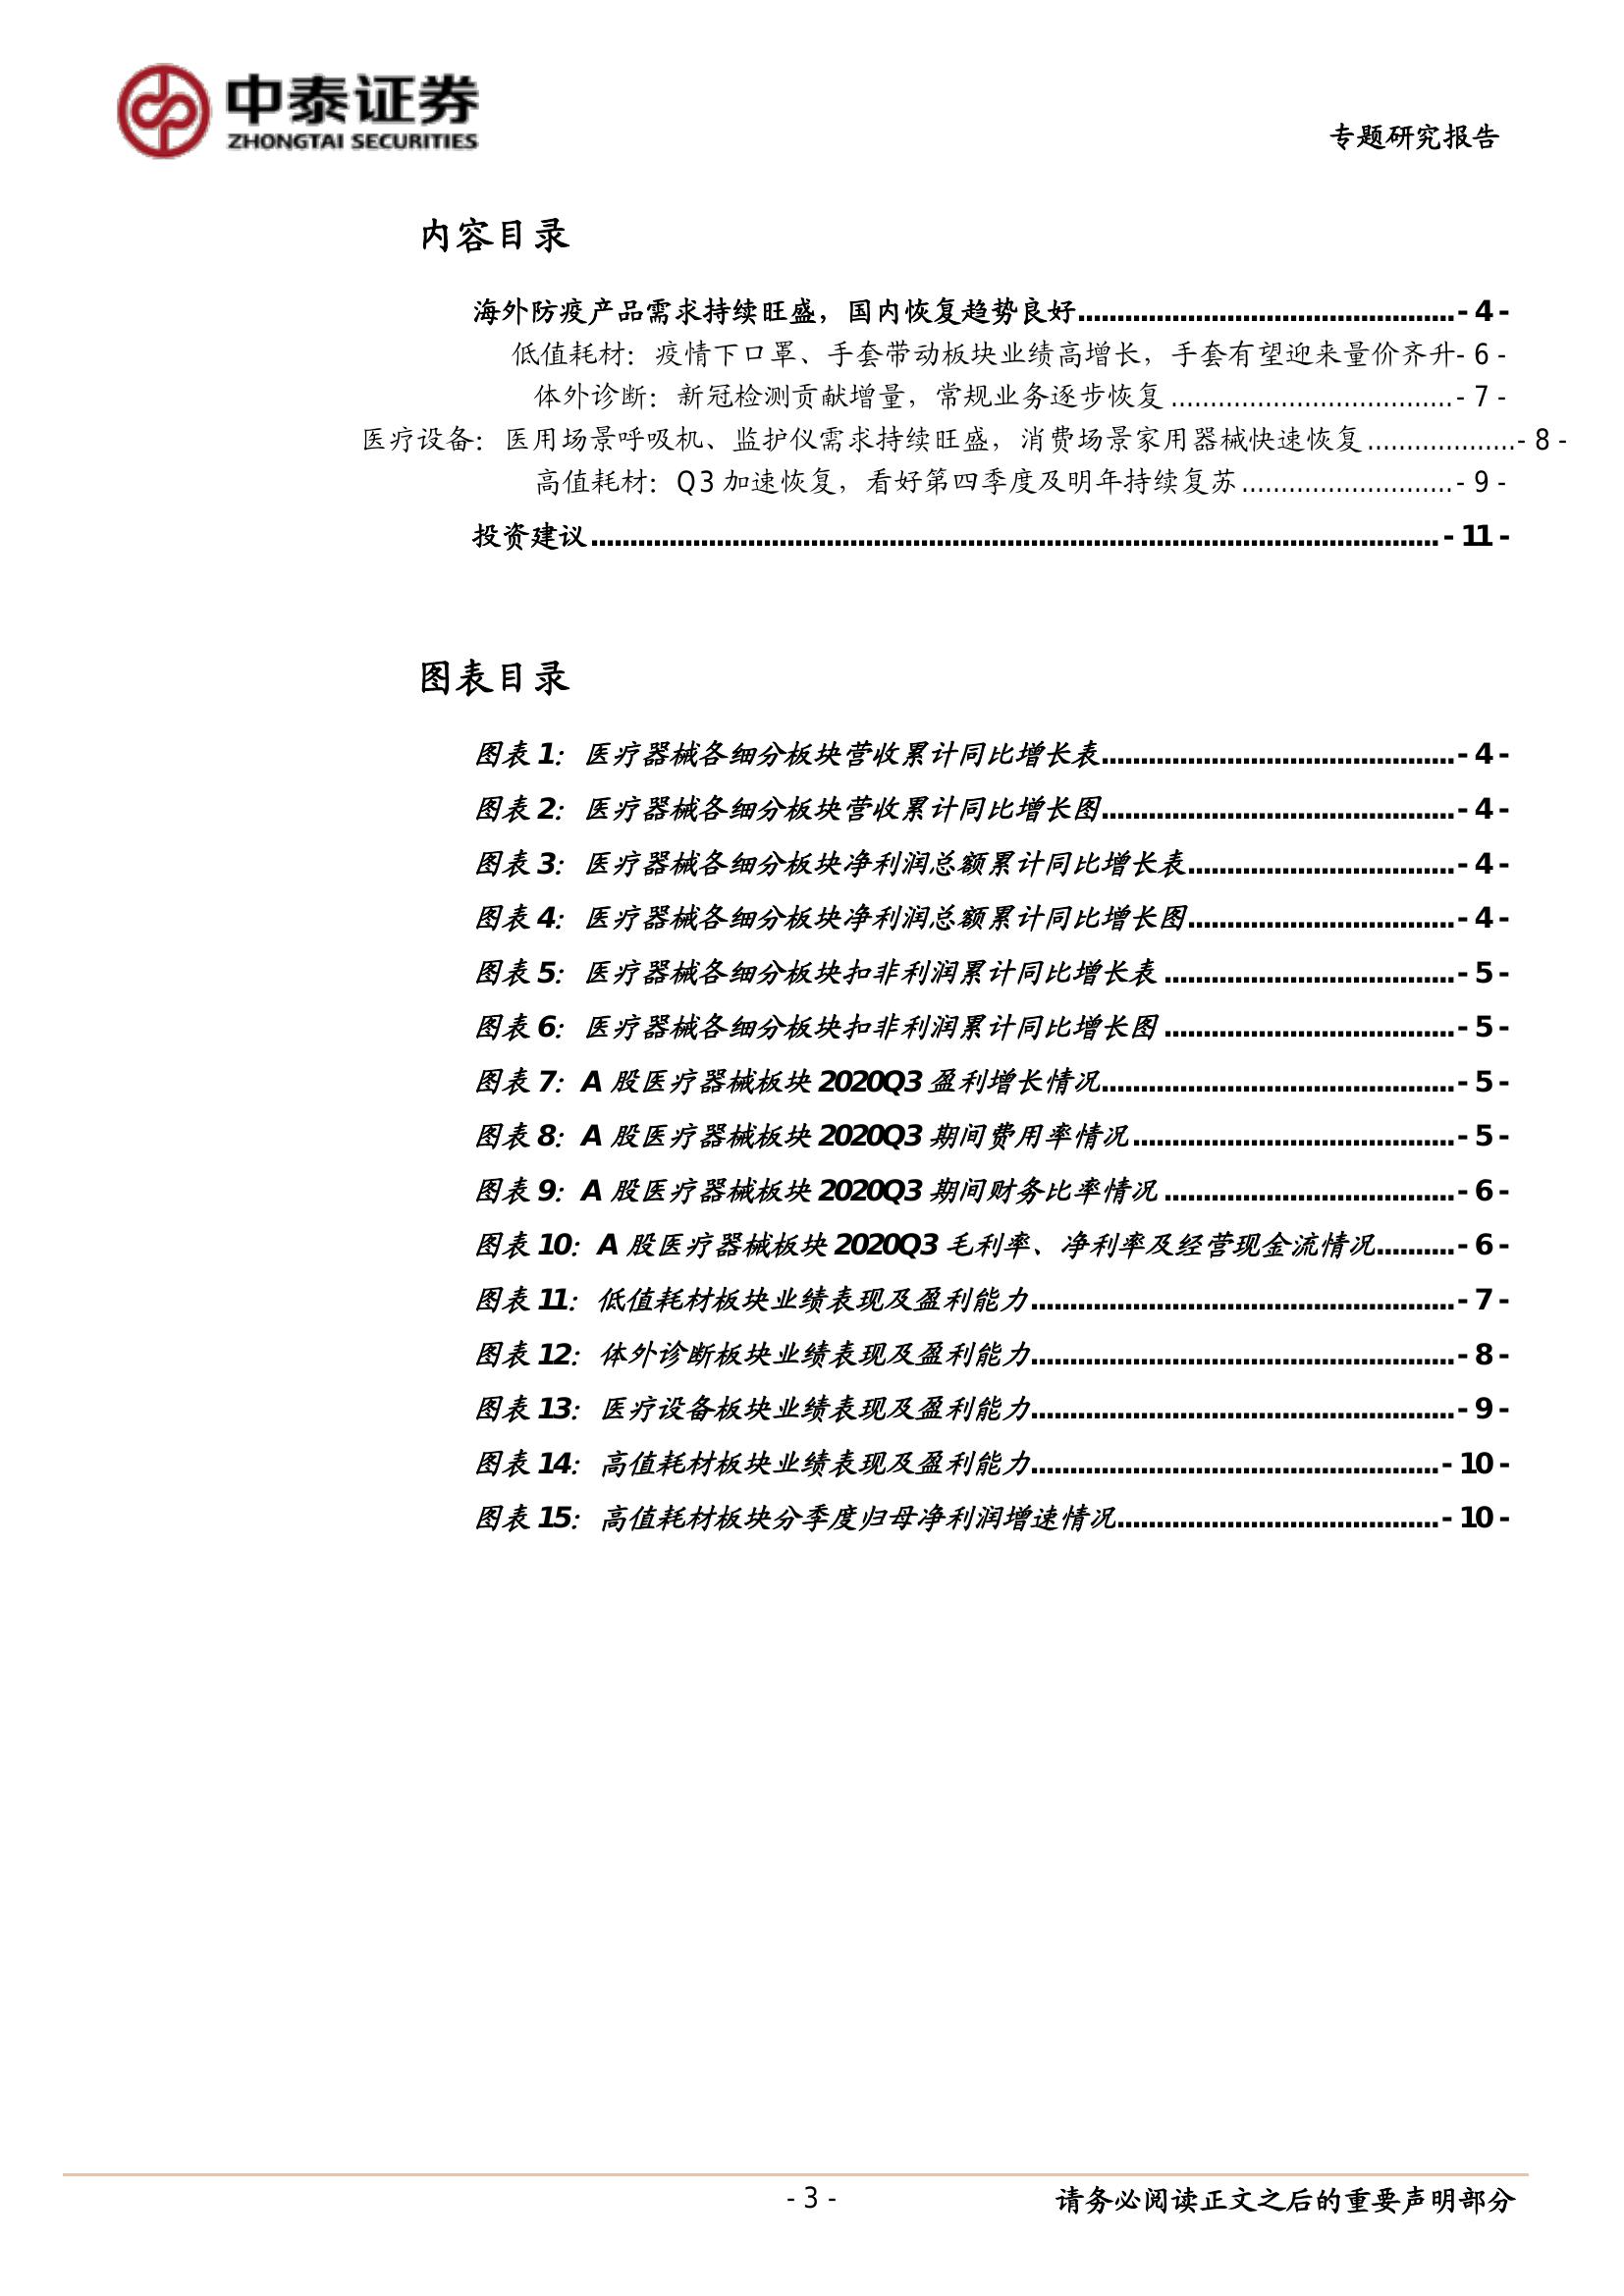 中泰证券
ZHONGTAI SECURITIES
专题研究报告
内容目录
海外防疫产品需求持续旺盛，国内恢复趋势良好................................................- 4 -
低值耗材：疫情下口罩、手套带动板块业绩高增长，手套有望迎来量价齐升- 6 -
体外诊断：新冠检测贡献增量，常规业务逐步恢复....................................- 7 -
医疗设备：医用场景呼吸机、监护仪需求持续旺盛，消费场景家用器械快速恢复...................- 8 -
高值耗材：Q3 加速恢复，看好第四季度及明年持续复苏...........................- 9 -
投资建议............................................................................................................- 11 -
图表目录
图表 1：医疗器械各细分板块营收累计同比增长表.............................................- 4 -
图表 2：医疗器械各细分板块营收累计同比增长图.............................................- 4 -
图表 3：医疗器械各细分板块净利润总额累计同比增长表..................................- 4 -
图表 4：医疗器械各细分板块净利润总额累计同比增长图..................................- 4 -
图表 5：医疗器械各细分板块扣非利润累计同比增长表.....................................- 5 -
图表 6：医疗器械各细分板块扣非利润累计同比增长图.....................................- 5 -
图表 7：A 股医疗器械板块 2020Q3 盈利增长情况.............................................- 5 -
图表 8：A 股医疗器械板块 2020Q3 期间费用率情况.........................................- 5 -
图表 9：A 股医疗器械板块 2020Q3 期间财务比率情况.....................................- 6 -
图表 10：A 股医疗器械板块 2020Q3 毛利率、净利率及经营现金流情况..........- 6 -
图表 11：低值耗材板块业绩表现及盈利能力......................................................- 7 -
图表 12：体外诊断板块业绩表现及盈利能力......................................................- 8 -
图表 13：医疗设备板块业绩表现及盈利能力......................................................- 9 -
图表 14：高值耗材板块业绩表现及盈利能力....................................................- 10 -
图表 15：高值耗材板块分季度归母净利润增速情况.........................................- 10 -
- 3 -
请务必阅读正文之后的重要声明部分